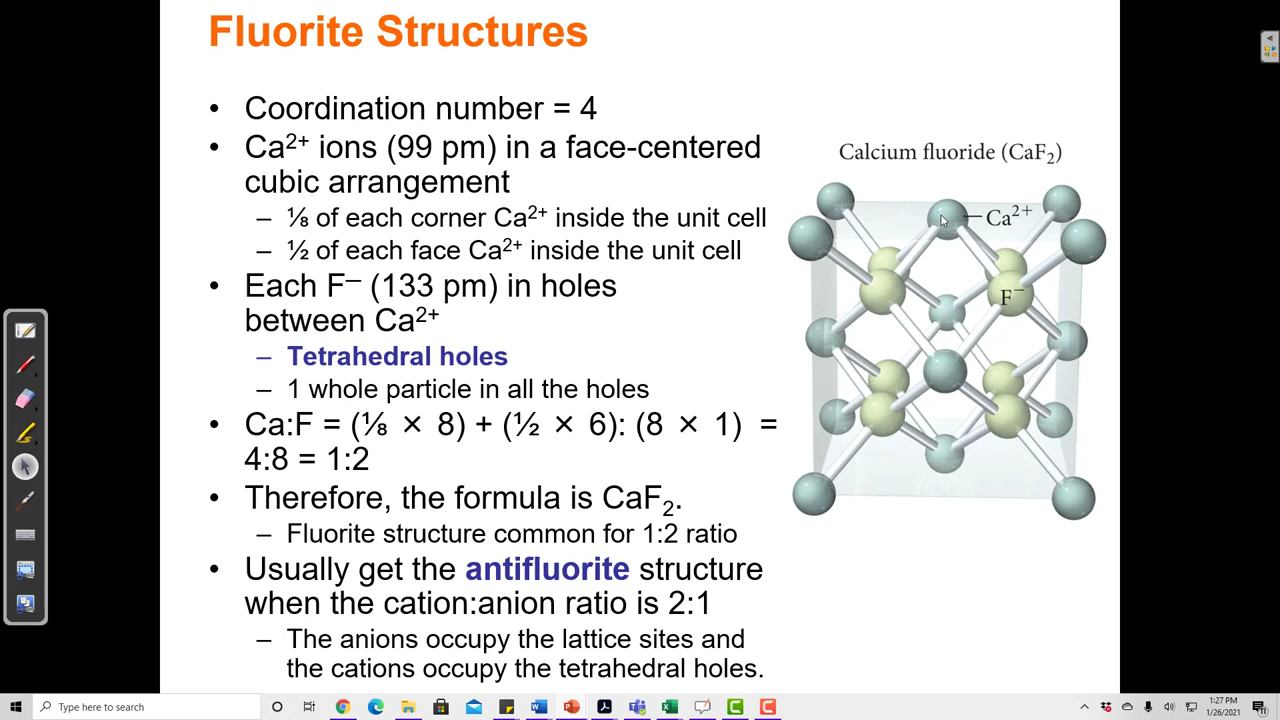 Fluorite Structures
• Coordination number = 4
• Ca²⁺ ions (99 pm) in a face-centered
cubic arrangement
– ⅛ of each corner Ca²⁺ inside the unit cell
– ½ of each face Ca²⁺ inside the unit cell
• Each F⁻ (133 pm) in holes
between Ca²⁺
– Tetrahedral holes
– 1 whole particle in all the holes
• Ca:F = (⅛ × 8) + (½ × 6): (8 × 1) =
4:8 = 1:2
• Therefore, the formula is CaF₂.
– Fluorite structure common for 1:2 ratio
• Usually get the antifluorite structure
when the cation:anion ratio is 2:1
– The anions occupy the lattice sites and
the cations occupy the tetrahedral holes.
Calcium fluoride (CaF₂)
Ca²⁺
F⁻
Type here to search
1:27 PM
1/26/2021